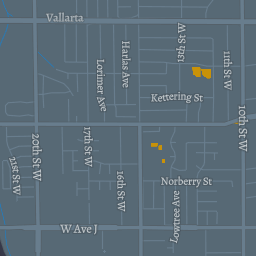 Vallarta
Harlas Ave
13th St W
11th St W
Lorimer Ave
Kettering St
10th St W
20th St W
17th St W
21st St W
16th St W
Norberry St
Lowtree Ave
W Ave J